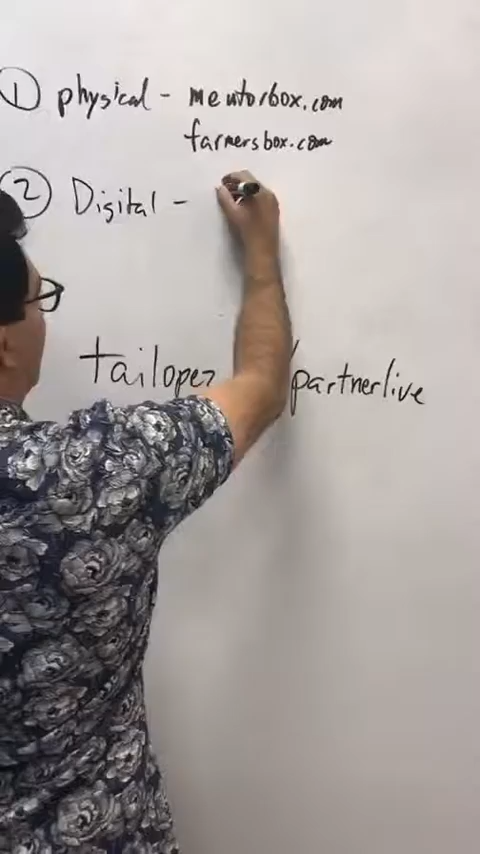 ① physical - mentorbox.com
farmersbox.com
② Digital -
tailopez /partnerlive